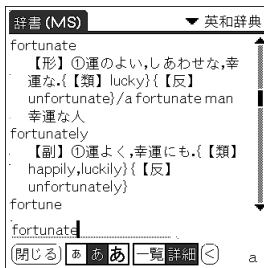 辞書(MS) ▼ 英和辞典
fortunate
【形】①運のよい,しあわせな,幸
運な.{【類】lucky}{【反】
unfortunate}/a fortunate man
幸運な人
fortunately
【副】①運よく,幸運にも.{【類】
happily,luckily}{【反】
unfortunately}
fortune
fortunate
閉じる あ あ あ 一覧 詳細 < a